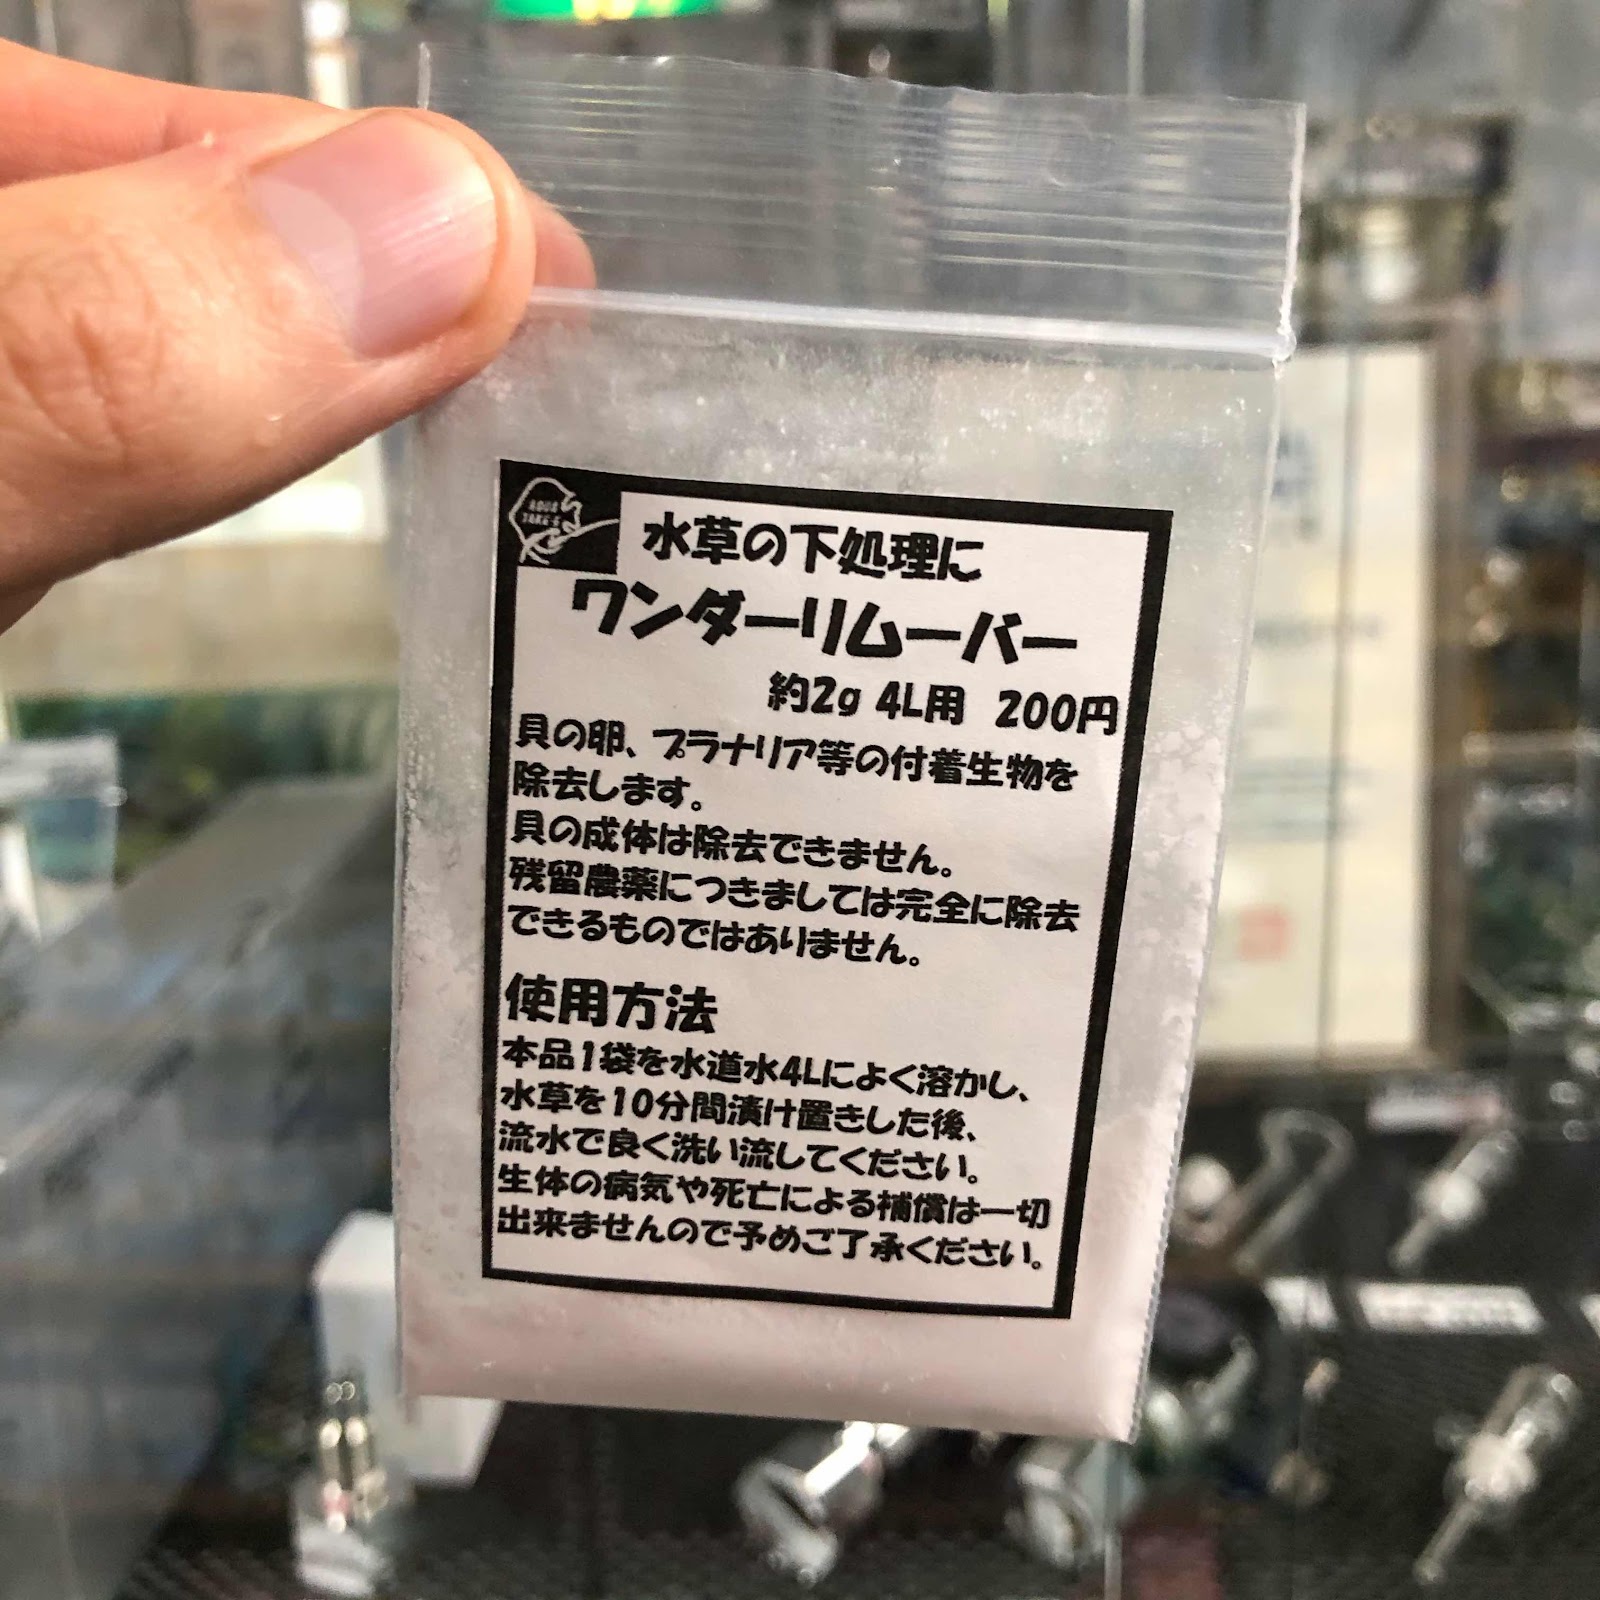 AQUA
TAKE'S
水草の下処理に
ワンダーリムーバー
約2g 4L用 200円
貝の卵、プラナリア等の付着生物を
除去します。
貝の成体は除去できません。
残留農薬につきましては完全に除去
できるものではありません。
使用方法
本品1袋を水道水4Lによく溶かし、
水草を10分間漬け置きした後、
流水で良く洗い流してください。
生体の病気や死亡による補償は一切
出来ませんので予めご了承ください。